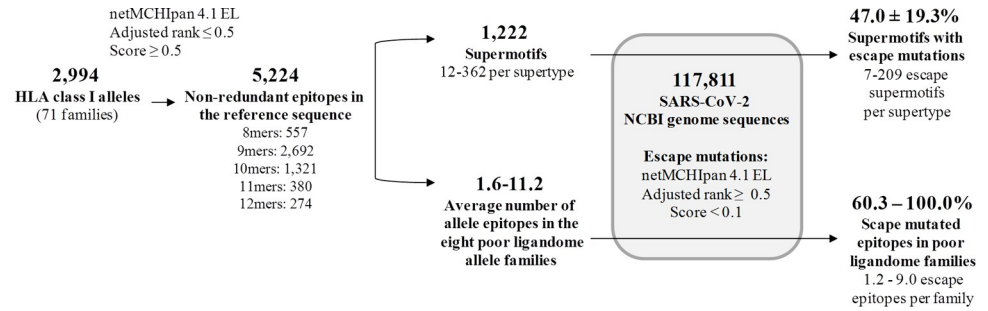 netMCHIpan 4.1 EL
Adjusted rank ≤ 0.5
Score ≥ 0.5
2,994
HLA class I alleles
(71 families)
5,224
Non-redundant epitopes in
the reference sequence
8mers: 557
9mers: 2,692
10mers: 1,321
11mers: 380
12mers: 274
1,222
Supermotifs
12-362 per supertype
1.6-11.2
Average number of
allele epitopes in the
eight poor ligandome
allele families
117,811
SARS-CoV-2
NCBI genome sequences
Escape mutations:
netMCHIpan 4.1 EL
Adjusted rank ≥ 0.5
Score < 0.1
47.0 ± 19.3%
Supermotifs with
escape mutations
7-209 escape
supermotifs
per supertype
60.3 – 100.0%
Scape mutated
epitopes in poor
ligandome families
1.2 - 9.0 escape
epitopes per family